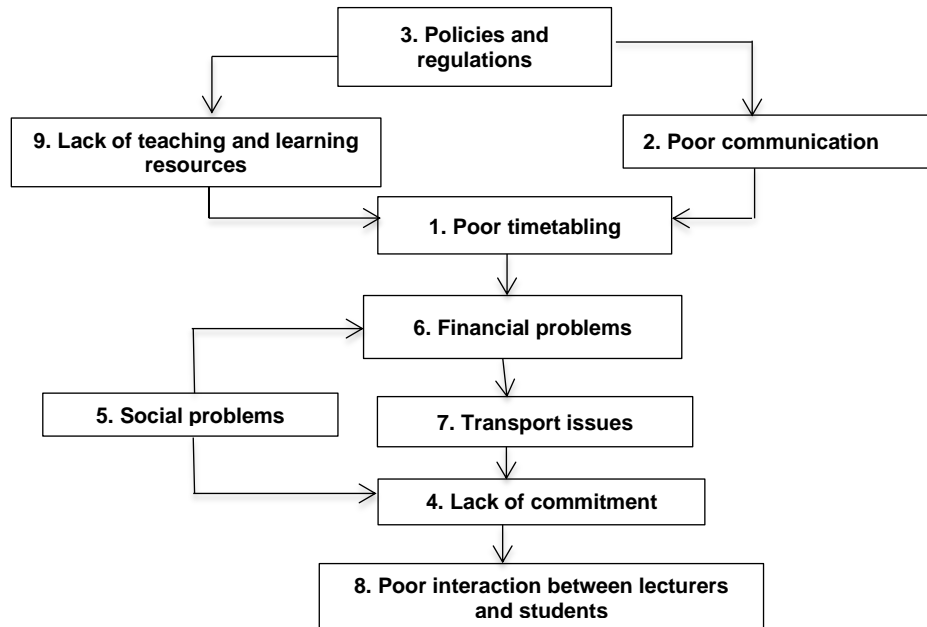 3. Policies and
regulations
9. Lack of teaching and learning
resources
2. Poor communication
1. Poor timetabling
6. Financial problems
5. Social problems
7. Transport issues
4. Lack of commitment
8. Poor interaction between lecturers
and students